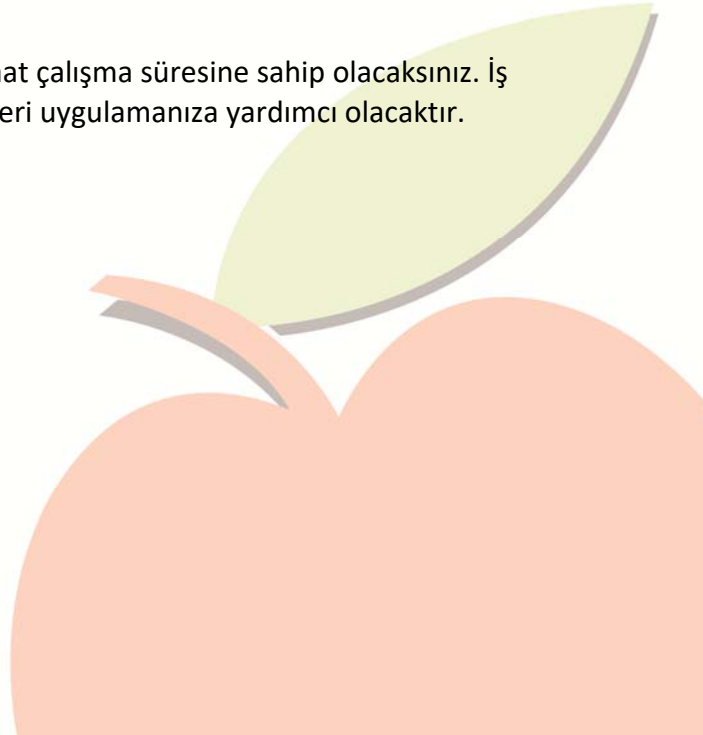 at çalışma süresine sahip olacaksınız. İş
eri uygulamanıza yardımcı olacaktır.